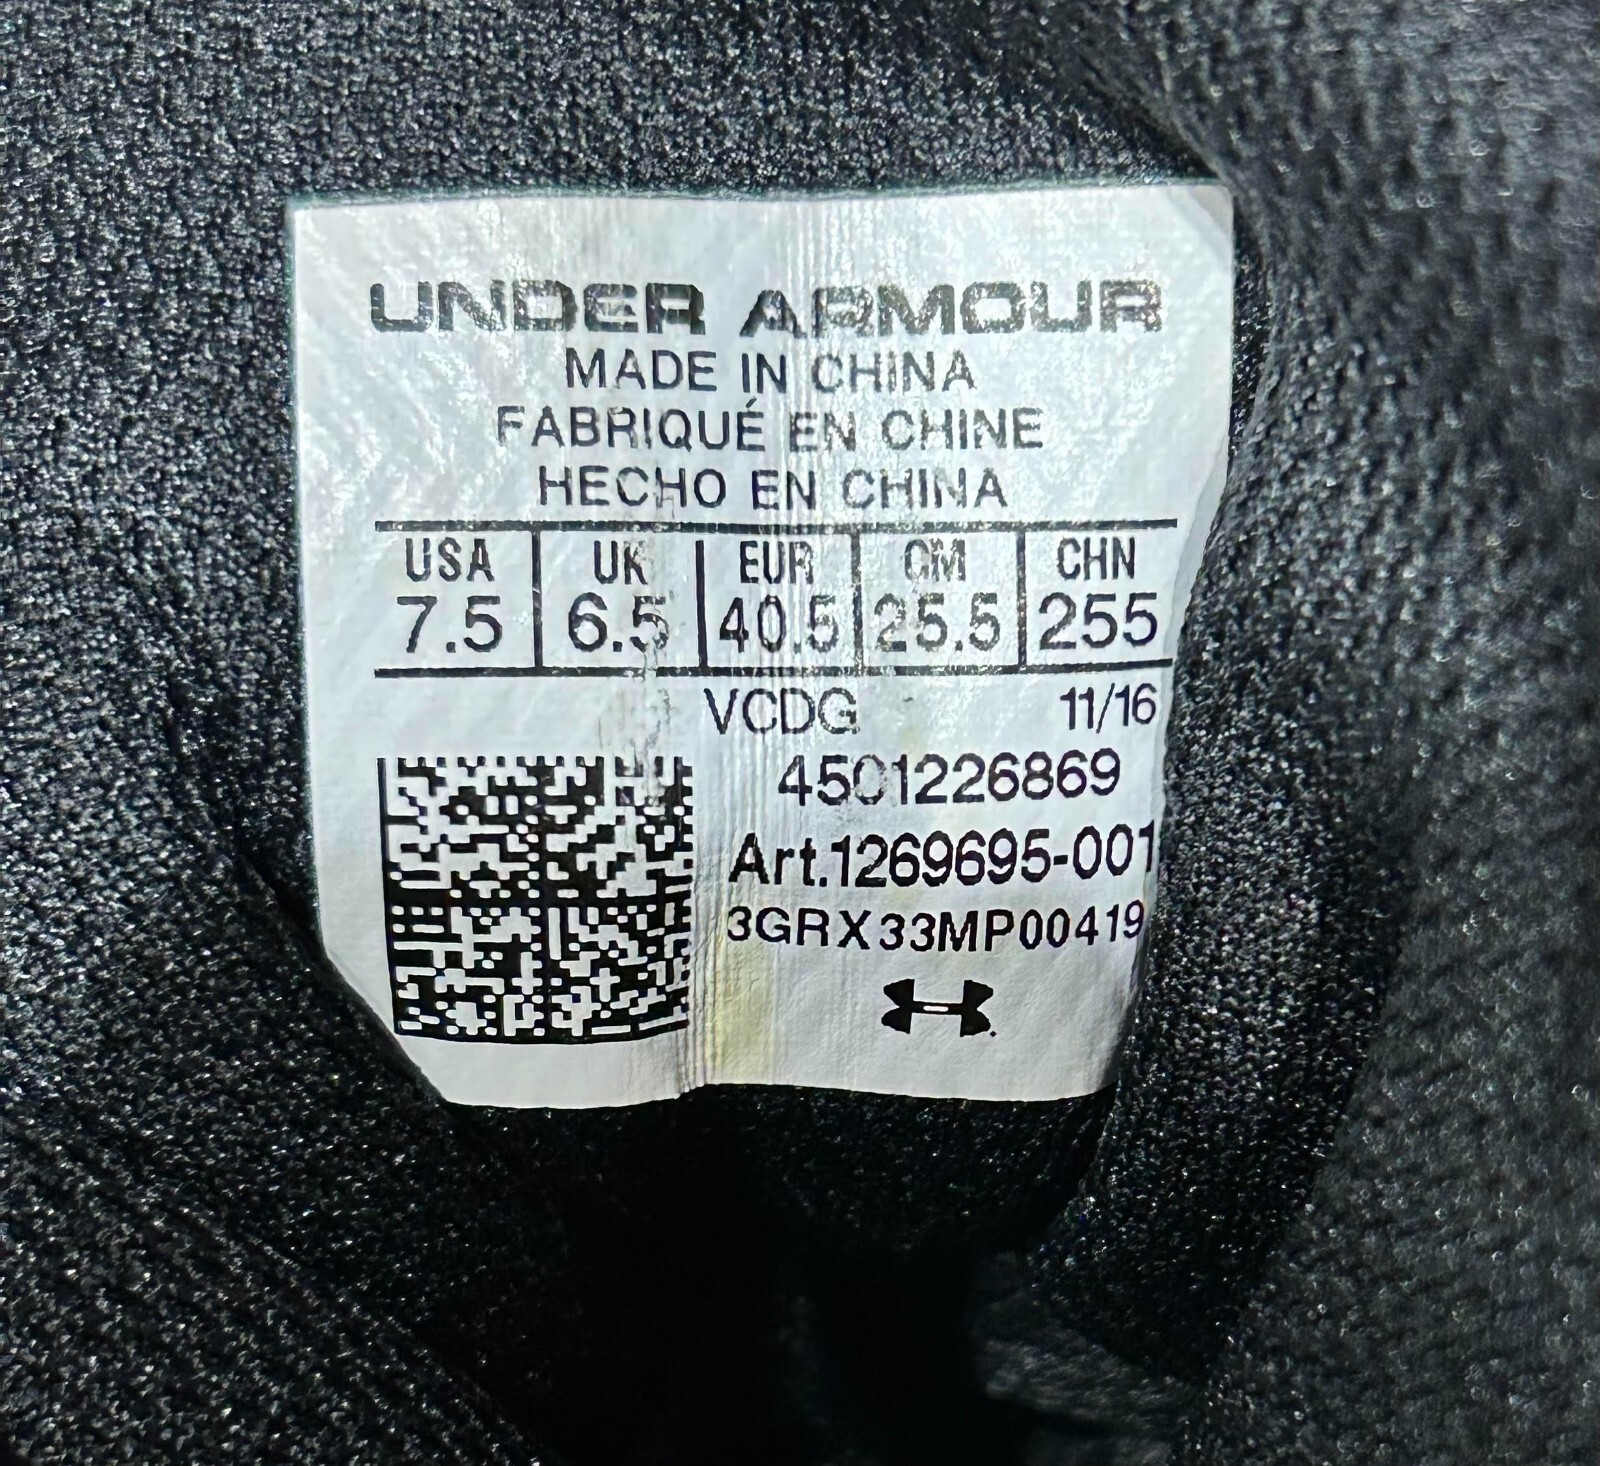 UNDER ARMOUR
MADE IN CHINA
FABRIQUÉ EN CHINE
HECHO EN CHINA
USA UK EUR CM CHN
7.5 6.5 40.5 25.5 255
VCDG 11/16
4501226869
Art.1269695-001
3GRX33MP00419